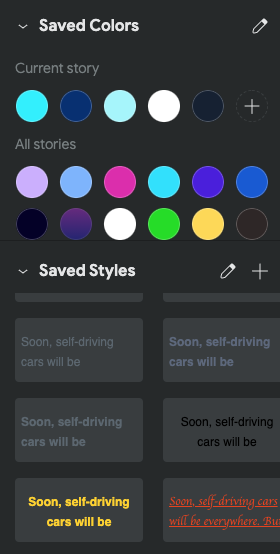 Saved Colors
Current story
All stories
Saved Styles
Soon, self-driving
cars will be
Soon, self-driving
cars will be
Soon, self-driving
cars will be
Soon, self-driving
cars will be
Soon, self-driving
cars will be
Soon, self-driving cars
will be everywhere. Bu